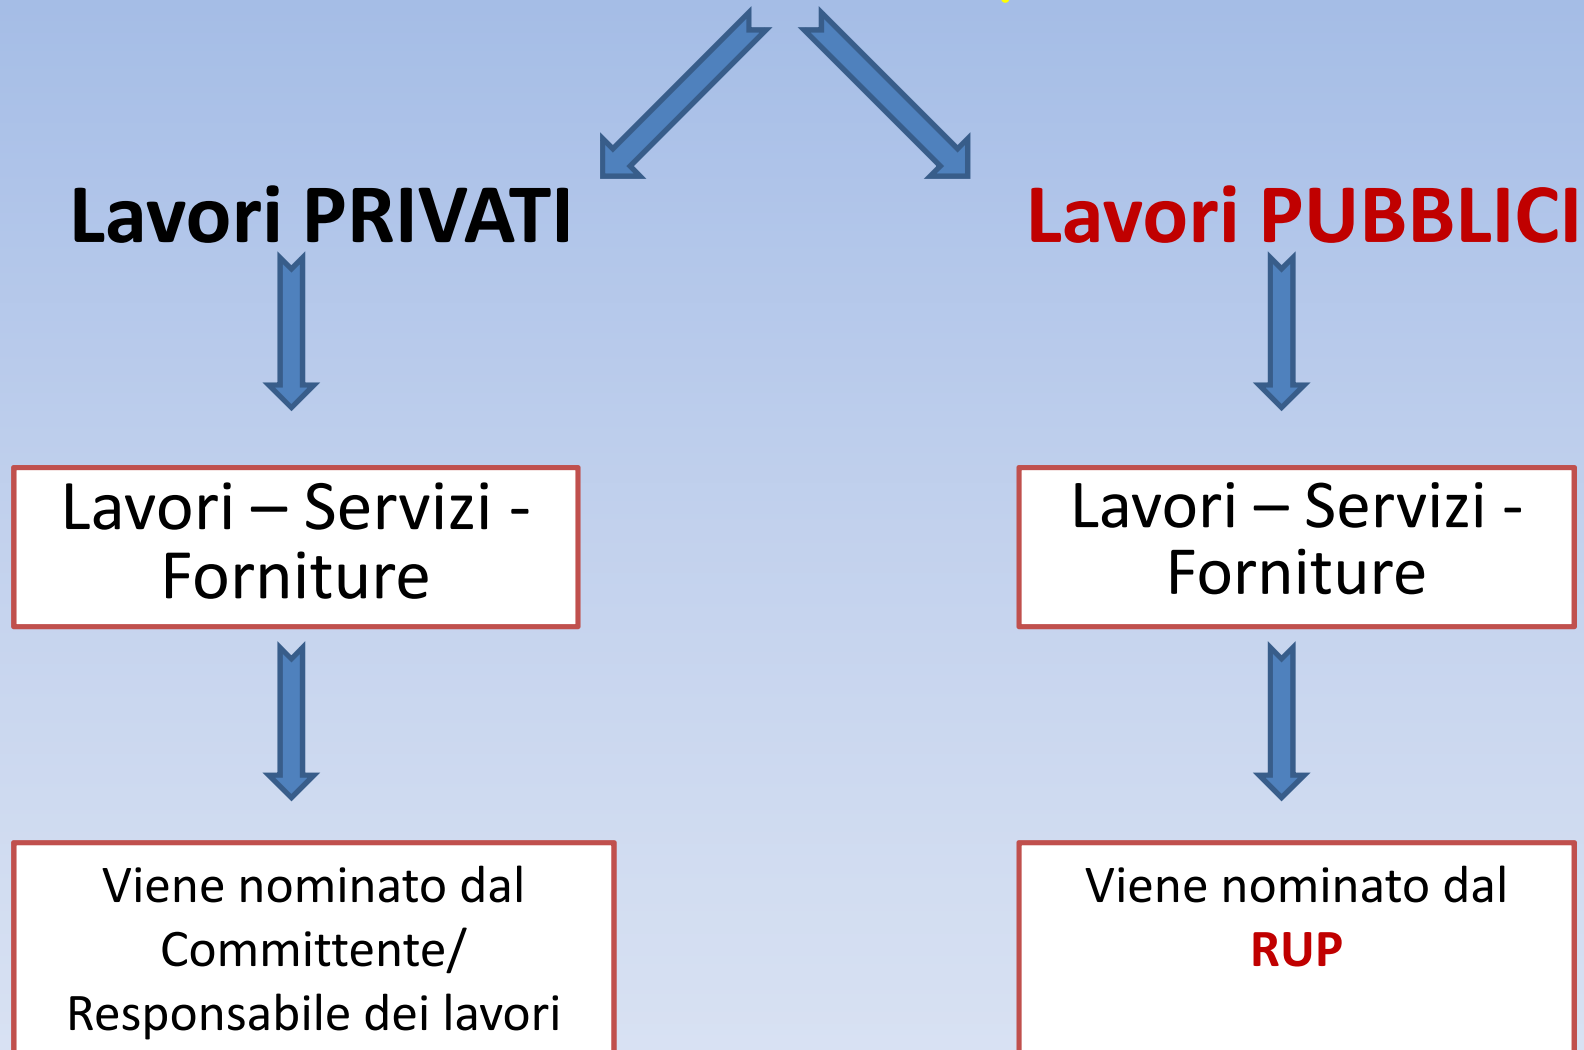 Lavori PRIVATI
Lavori PUBBLICI
Lavori – Servizi -
Forniture
Lavori – Servizi -
Forniture
Viene nominato dal
Committente/
Responsabile dei lavori
Viene nominato dal
RUP